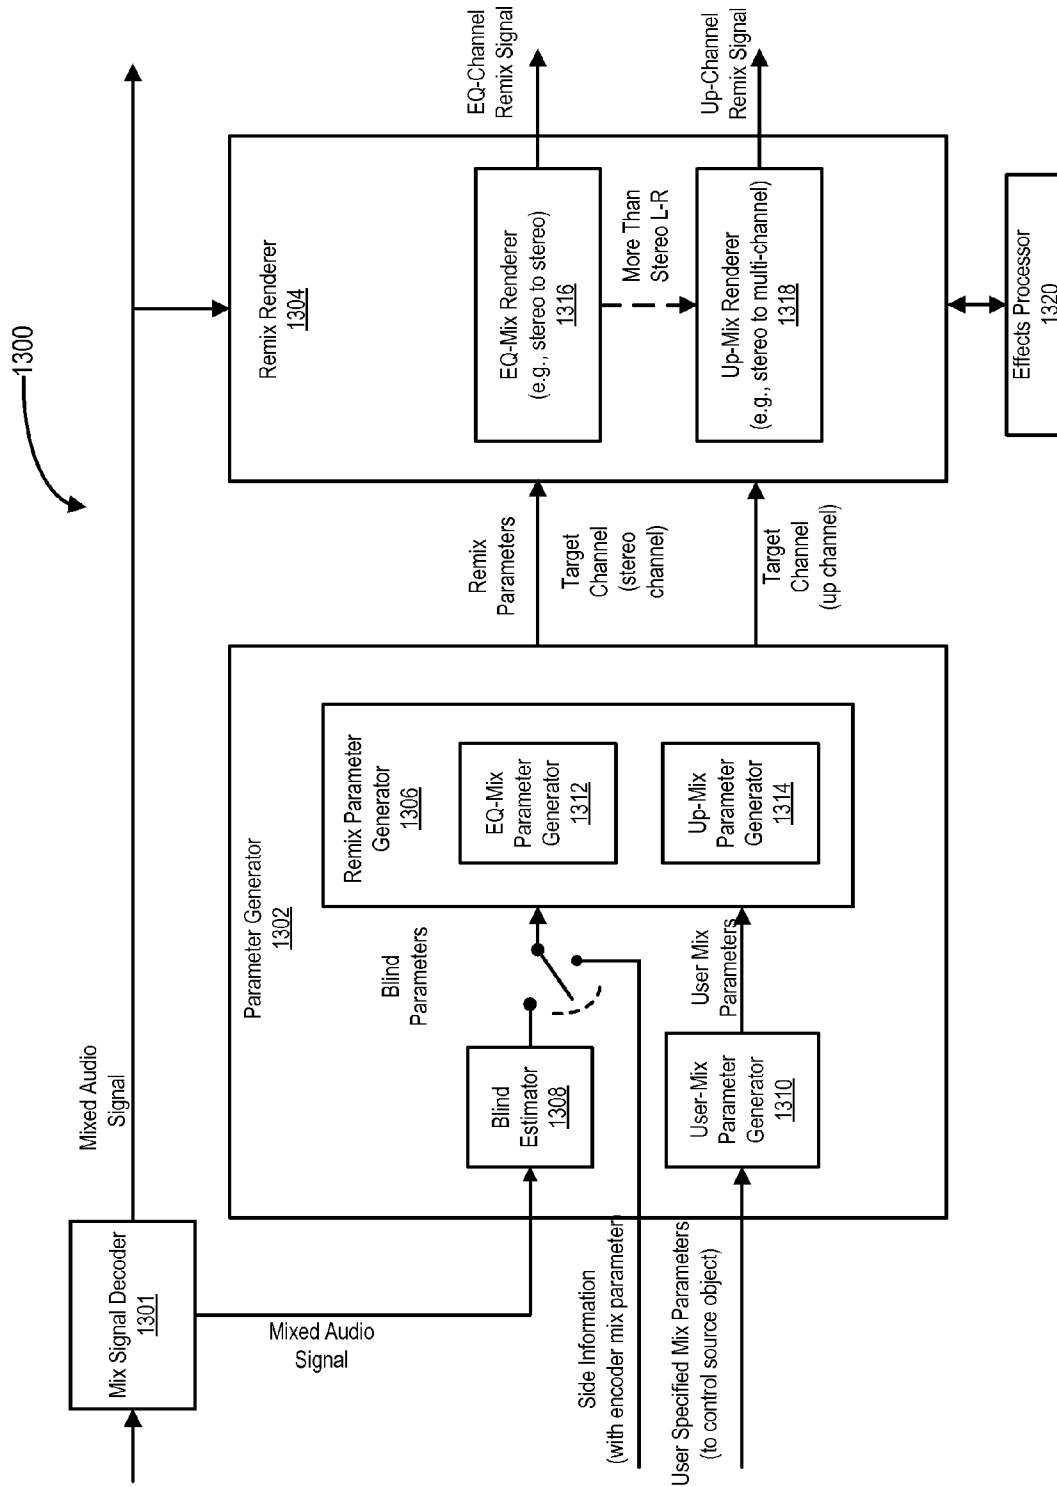 1300
Mix Signal Decoder
1301
Mixed Audio
Signal
Mixed Audio
Signal
Parameter Generator
1302
Blind
Estimator
1308
Blind
Parameters
Side Information
(with encoder mix parameter)
User Specified Mix Parameters
(to control source object)
User-Mix
Parameter
Generator
1310
User Mix
Parameters
Remix Parameter
Generator
1306
EQ-Mix
Parameter
Generator
1312
Up-Mix
Parameter
Generator
1314
Remix
Parameters
Target
Channel
(stereo
channel)
Target
Channel
(up channel)
Remix Renderer
1304
EQ-Mix Renderer
(e.g., stereo to stereo)
1316
More Than
Stereo L-R
Up-Mix Renderer
(e.g., stereo to multi-channel)
1318
EQ-Channel
Remix Signal
Up-Channel
Remix Signal
Effects Processor
1320